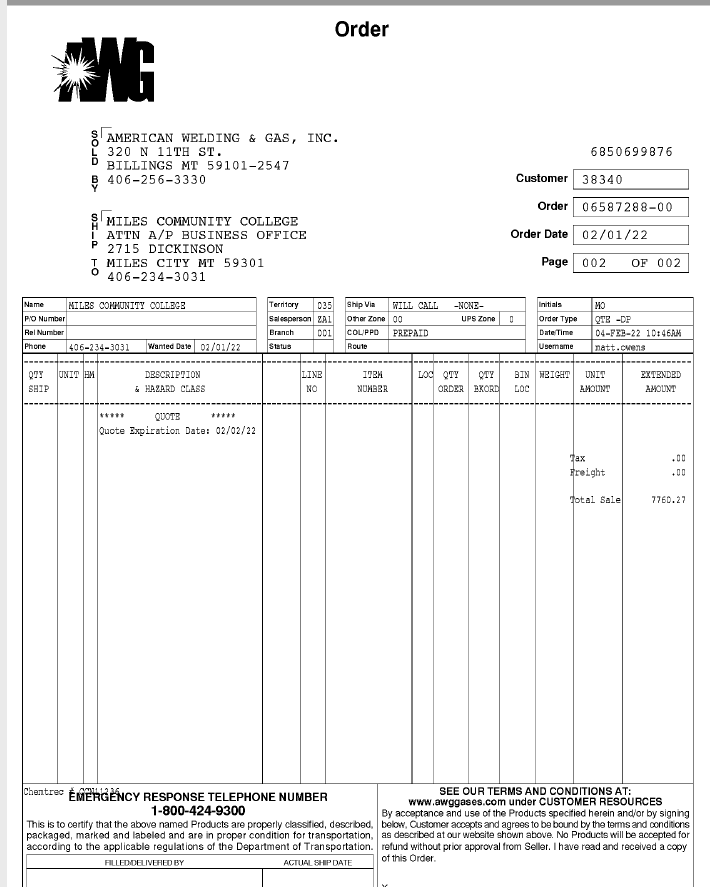 Order
AWG
SOLD BY
AMERICAN WELDING & GAS, INC.
320 N 11TH ST.
BILLINGS MT 59101-2547
406-256-3330
6850699876
Customer 38340
Order 06587288-00
Order Date 02/01/22
Page 002 OF 002
SHIP TO
MILES COMMUNITY COLLEGE
ATTN A/P BUSINESS OFFICE
2715 DICKINSON
MILES CITY MT 59301
406-234-3031
Name MILES COMMUNITY COLLEGE Territory 035 Ship Via WILL CALL -NONE- Initials MO
P/O Number Salesperson ZA1 Other Zone 00 UPS Zone 0 Order Type QTE -DP
Rel Number Branch 001 COL/PPD PREPAID Date/Time 04-FEB-22 10:46AM
Phone 406-234-3031 Wanted Date 02/01/22 Status Route Username matt.owens
QTY UNIT HM DESCRIPTION LINE ITEM LOC QTY QTY BIN WEIGHT UNIT EXTENDED
SHIP & HAZARD CLASS NO NUMBER ORDER BKORD LOC AMOUNT AMOUNT
***** QUOTE *****
Quote Expiration Date: 02/02/22
Tax .00
Freight .00
Total Sale 7760.27
Chemtrec #
EMERGENCY RESPONSE TELEPHONE NUMBER
1-800-424-9300
This is to certify that the above named Products are properly classified, described,
packaged, marked and labeled and are in proper condition for transportation,
according to the applicable regulations of the Department of Transportation.
FILLED/DELIVERED BY ACTUAL SHIP DATE
SEE OUR TERMS AND CONDITIONS AT:
www.awggases.com under CUSTOMER RESOURCES
By acceptance and use of the Products specified herein and/or by signing
below, Customer accepts and agrees to be bound by the terms and conditions
as described at our website shown above. No Products will be accepted for
refund without prior approval from Seller. I have read and received a copy
of this Order.